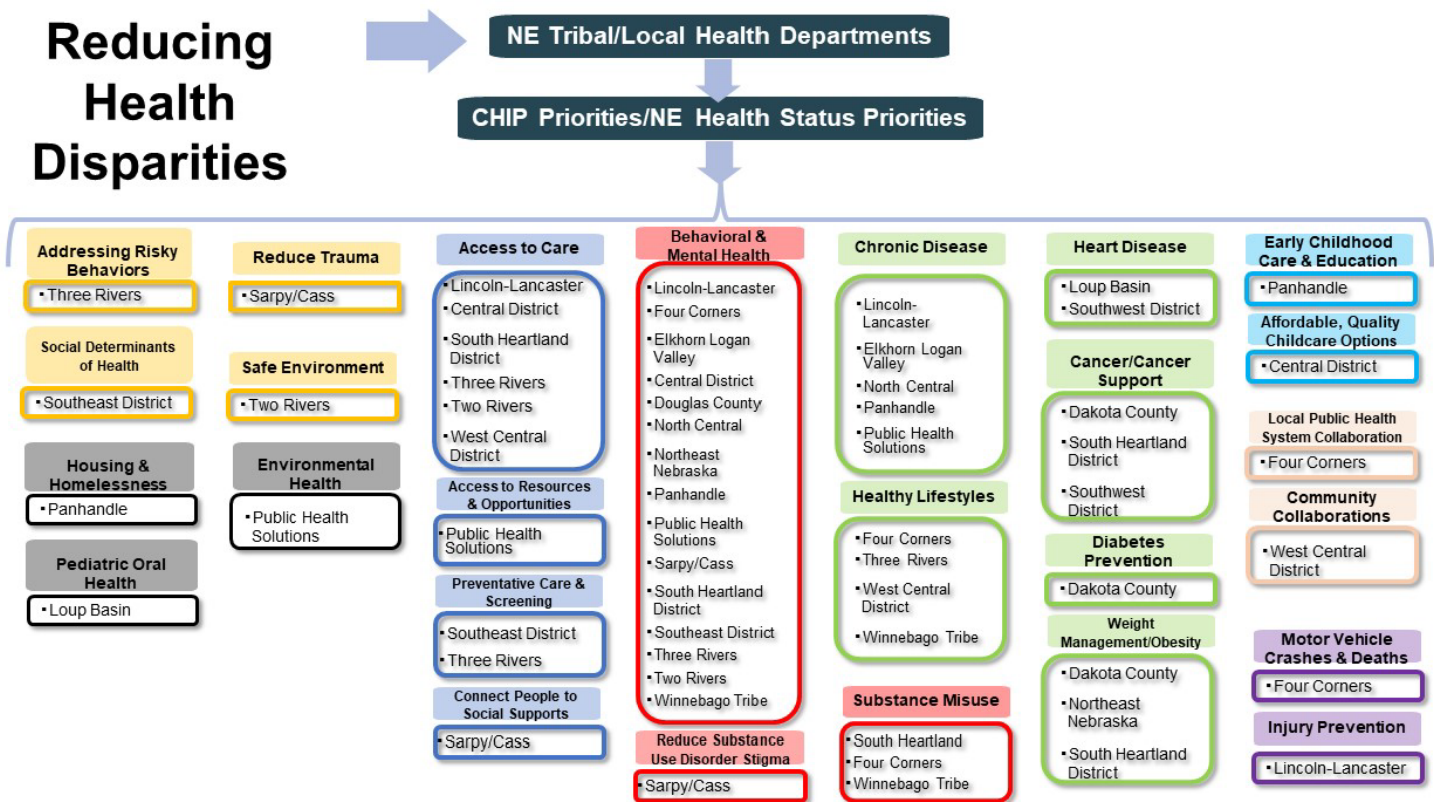 Reducing
Health
Disparities
NE Tribal/Local Health Departments
CHIP Priorities/NE Health Status Priorities
Addressing Risky
Behaviors
▪Three Rivers
Social Determinants
of Health
▪Southeast District
Housing &
Homelessness
▪Panhandle
Pediatric Oral
Health
▪Loup Basin
Reduce Trauma
▪Sarpy/Cass
Safe Environment
▪Two Rivers
Environmental
Health
▪Public Health
Solutions
Access to Care
▪Lincoln-Lancaster
▪Central District
▪South Heartland
District
▪Three Rivers
▪Two Rivers
▪West Central
District
Access to Resources
& Opportunities
▪Public Health
Solutions
Preventative Care &
Screening
▪Southeast District
▪Three Rivers
Connect People to
Social Supports
▪Sarpy/Cass
Behavioral &
Mental Health
▪Lincoln-Lancaster
▪Four Corners
▪Elkhorn Logan
Valley
▪Central District
▪Douglas County
▪North Central
▪Northeast
Nebraska
▪Panhandle
▪Public Health
Solutions
▪Sarpy/Cass
▪South Heartland
District
▪Southeast District
▪Three Rivers
▪Two Rivers
▪Winnebago Tribe
Reduce Substance
Use Disorder Stigma
▪Sarpy/Cass
Chronic Disease
▪Lincoln-
Lancaster
▪Elkhorn Logan
Valley
▪North Central
▪Panhandle
▪Public Health
Solutions
Healthy Lifestyles
▪Four Corners
▪Three Rivers
▪West Central
District
▪Winnebago Tribe
Substance Misuse
▪South Heartland
▪Four Corners
▪Winnebago Tribe
Heart Disease
▪Loup Basin
▪Southwest District
Cancer/Cancer
Support
▪Dakota County
▪South Heartland
District
▪Southwest
District
Diabetes
Prevention
▪Dakota County
Weight
Management/Obesity
▪Dakota County
▪Northeast
Nebraska
▪South Heartland
District
Early Childhood
Care & Education
▪Panhandle
Affordable, Quality
Childcare Options
▪Central District
Local Public Health
System Collaboration
▪Four Corners
Community
Collaborations
▪West Central
District
Motor Vehicle
Crashes & Deaths
▪Four Corners
Injury Prevention
▪Lincoln-Lancaster